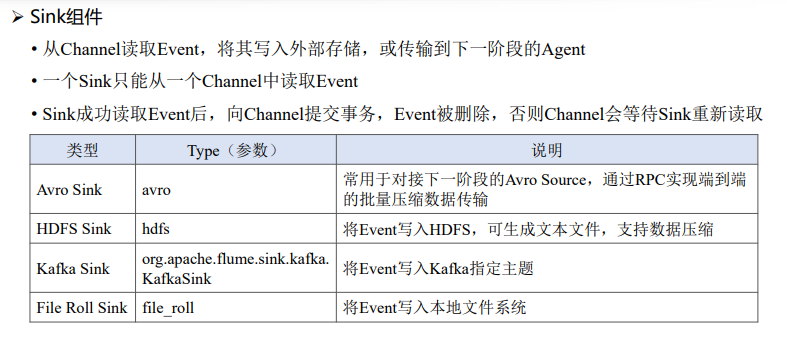 ➢ Sink组件
• 从Channel读取Event，将其写入外部存储，或传输到下一阶段的Agent
• 一个Sink只能从一个Channel中读取Event
• Sink成功读取Event后，向Channel提交事务，Event被删除，否则Channel会等待Sink重新读取
类型 Type（参数） 说明
Avro Sink avro 常用于对接下一阶段的Avro Source，通过RPC实现端到端
的批量压缩数据传输
HDFS Sink hdfs 将Event写入HDFS，可生成文本文件，支持数据压缩
Kafka Sink org.apache.flume.sink.kafka.
KafkaSink 将Event写入Kafka指定主题
File Roll Sink file_roll 将Event写入本地文件系统